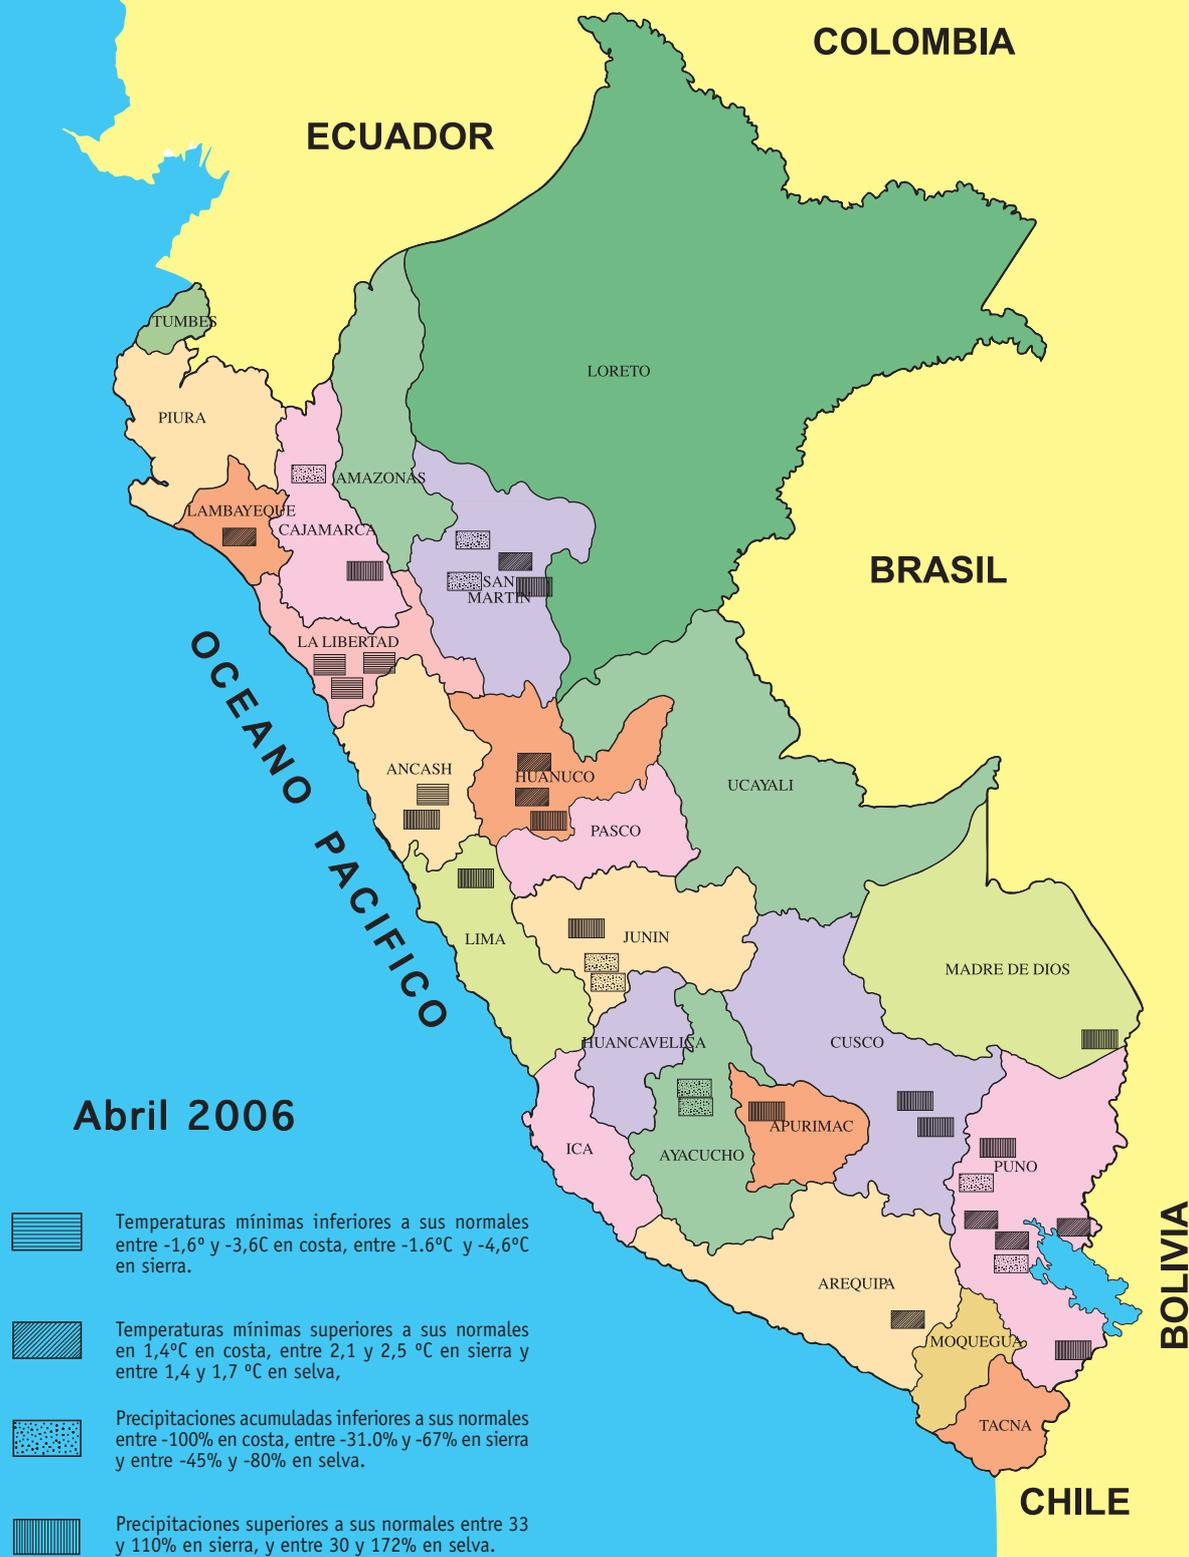 COLOMBIA
ECUADOR
TUMBES
LORETO
PIURA
AMAZONAS
LAMBAYEQUE
CAJAMARCA
BRASIL
SAN
MARTIN
LA LIBERTAD
OCEANO PACIFICO
ANCASH
HUANUCO
UCAYALI
PASCO
LIMA
JUNIN
MADRE DE DIOS
HUANCAVELICA
CUSCO
Abril 2006
ICA
AYACUCHO
APURIMAC
PUNO
BOLIVIA
AREQUIPA
MOQUEGUA
TACNA
CHILE
Temperaturas mínimas inferiores a sus normales
entre -1,6º y -3,6C en costa, entre -1.6ºC y -4,6ºC
en sierra.
Temperaturas mínimas superiores a sus normales
en 1,4ºC en costa, entre 2,1 y 2,5 ºC en sierra y
entre 1,4 y 1,7 ºC en selva,
Precipitaciones acumuladas inferiores a sus normales
entre -100% en costa, entre -31.0% y -67% en sierra
y entre -45% y -80% en selva.
Precipitaciones superiores a sus normales entre 33
y 110% en sierra, y entre 30 y 172% en selva.